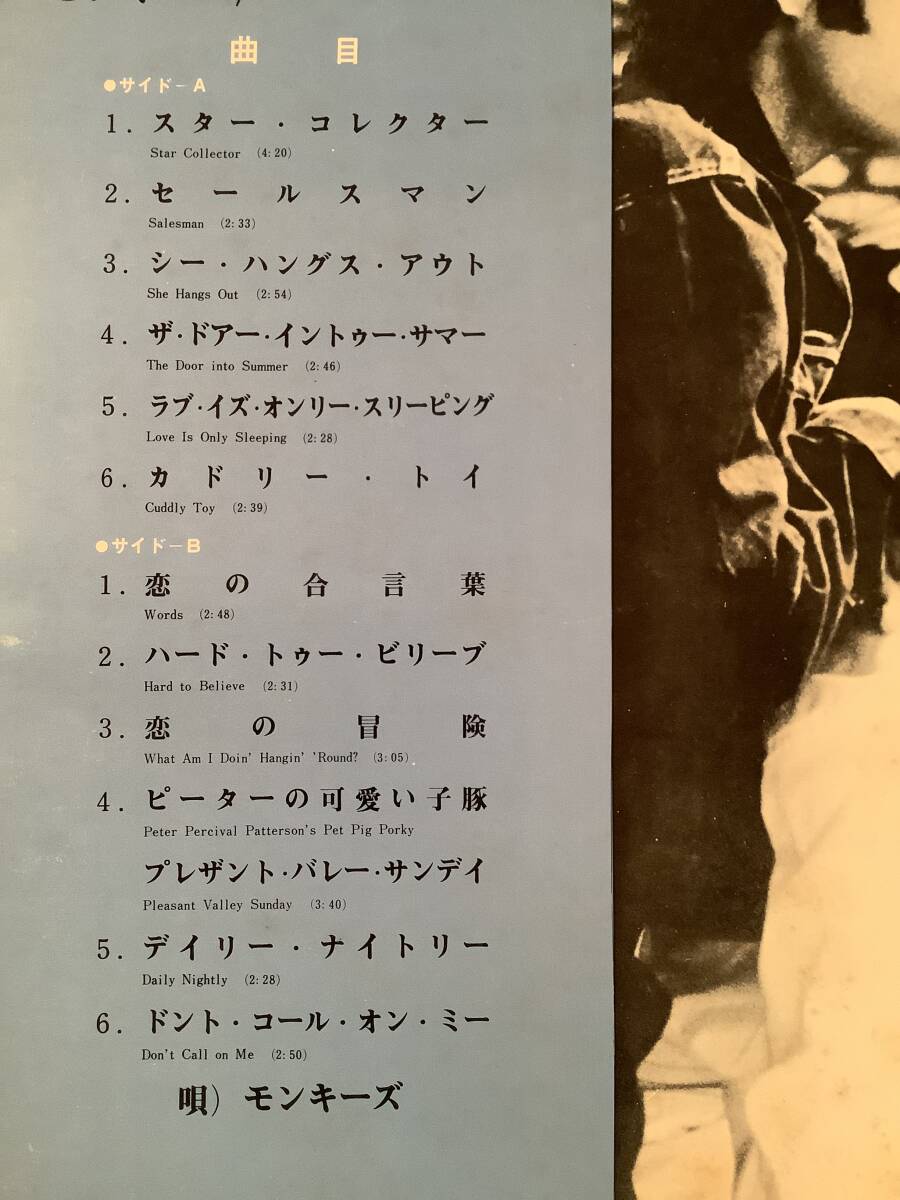 曲 目
●サイド-A
1. スター・コレクター
Star Collector (4:20)
2. セールスマン
Salesman (2:33)
3. シー・ハングス・アウト
She Hangs Out (2:54)
4. ザ・ドアー・イントゥー・サマー
The Door into Summer (2:46)
5. ラブ・イズ・オンリー・スリーピング
Love Is Only Sleeping (2:28)
6. カドリー・トイ
Cuddly Toy (2:39)
●サイド-B
1. 恋の合言葉
Words (2:48)
2. ハード・トゥー・ビリーブ
Hard to Believe (2:31)
3. 恋の冒険
What Am I Doin' Hangin' 'Round? (3:05)
4. ピーターの可愛い子豚
Peter Percival Patterson's Pet Pig Porky
プレザント・バレー・サンデイ
Pleasant Valley Sunday (3:40)
5. デイリー・ナイトリー
Daily Nightly (2:28)
6. ドント・コール・オン・ミー
Don't Call on Me (2:50)
唄) モンキーズ